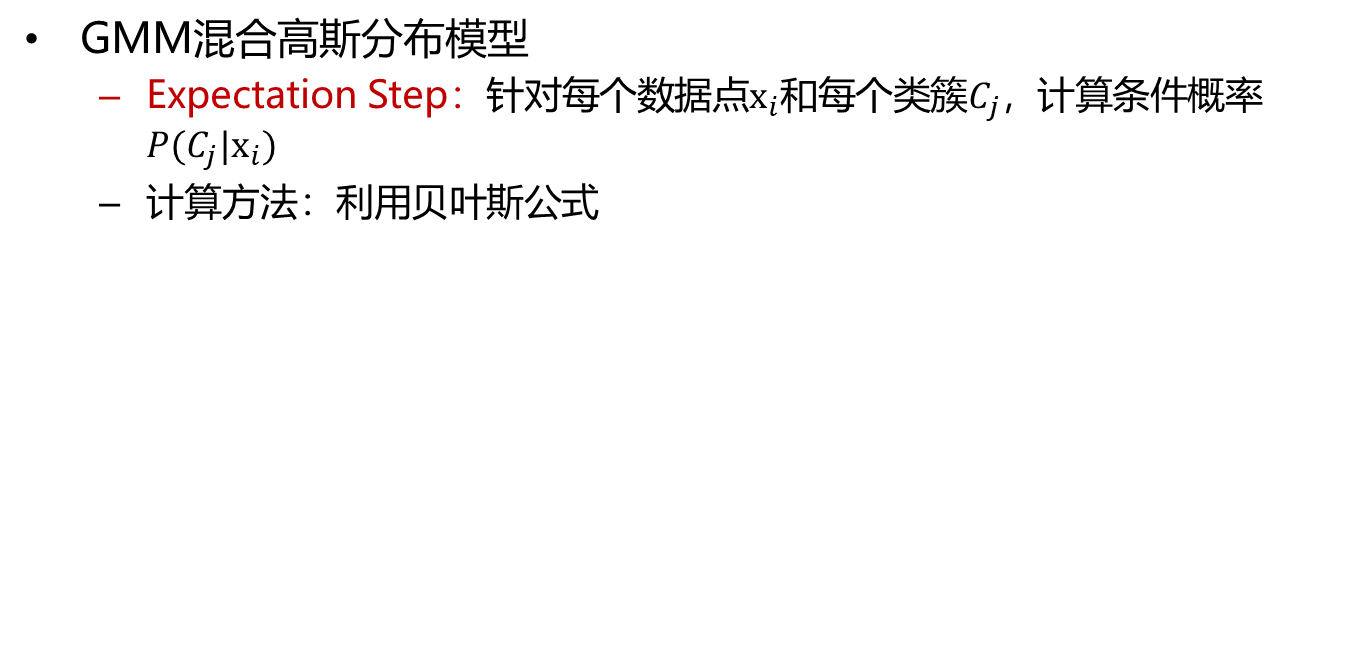 • GMM混合高斯分布模型
– Expectation Step：针对每个数据点xᵢ和每个类簇𝐶ⱼ，计算条件概率
𝑃(𝐶ⱼ|xᵢ)
– 计算方法：利用贝叶斯公式